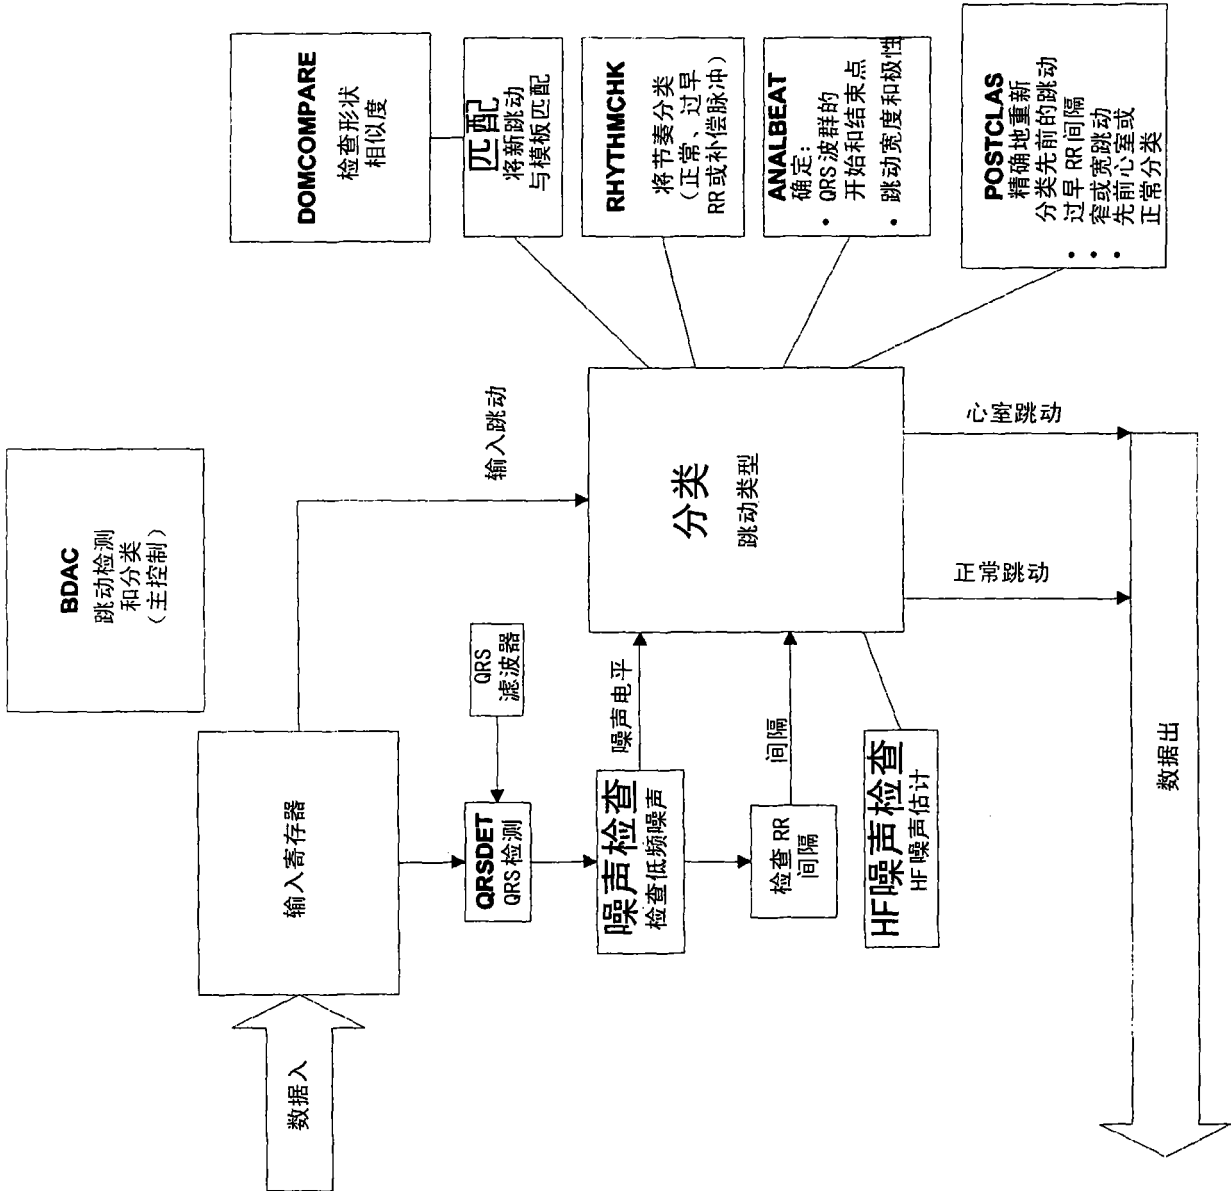 BDAC
跳动检测
和分类
（主控制）
数据入
输入寄存器
输入跳动
QRSDET
QRS 检测
QRS
滤波器
噪声检查
检查低频噪声
噪声电平
检查 RR
间隔
间隔
HF噪声检查
HF 噪声估计
分类
跳动类型
DOMCOMPARE
检查形状
相似度
匹配
将新跳动
与模板匹配
RHYTHMCHK
将节奏分类
（正常、过早
RR 或补偿脉冲）
ANALBEAT
确定：
• QRS 波群的
开始和结束点
• 跳动宽度和极性
POSTCLAS
精确地重新
分类先前的跳动
• 过早 RR 间隔
• 窄或宽跳动
• 先前心室或
正常分类
心室跳动
正常跳动
数据出